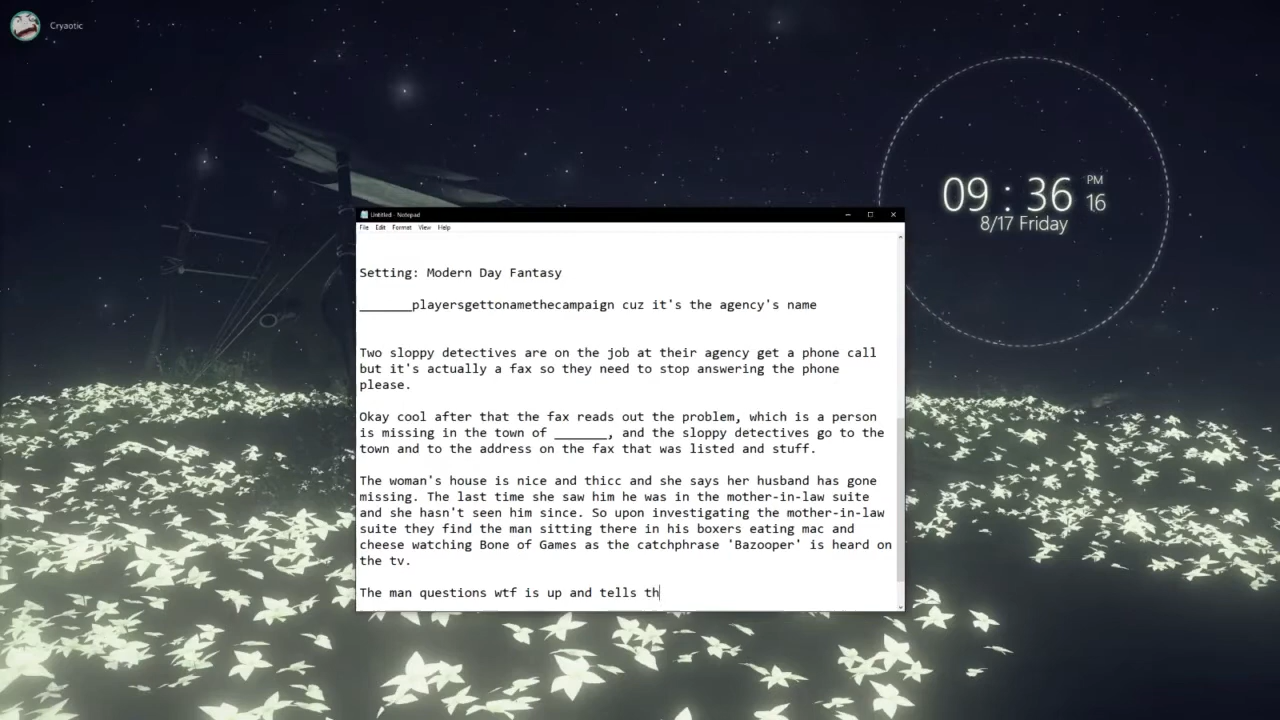 Cryaotic
09 : 36 PM 16
8/17 Friday
Untitled - Notepad
File Edit Format View Help
Setting: Modern Day Fantasy
_______playersgettonamethecampaign cuz it's the agency's name
Two sloppy detectives are on the job at their agency get a phone call
but it's actually a fax so they need to stop answering the phone
please.
Okay cool after that the fax reads out the problem, which is a person
is missing in the town of _______, and the sloppy detectives go to the
town and to the address on the fax that was listed and stuff.
The woman's house is nice and thicc and she says her husband has gone
missing. The last time she saw him he was in the mother-in-law suite
and she hasn't seen him since. So upon investigating the mother-in-law
suite they find the man sitting there in his boxers eating mac and
cheese watching Bone of Games as the catchphrase 'Bazooper' is heard on
the tv.
The man questions wtf is up and tells th